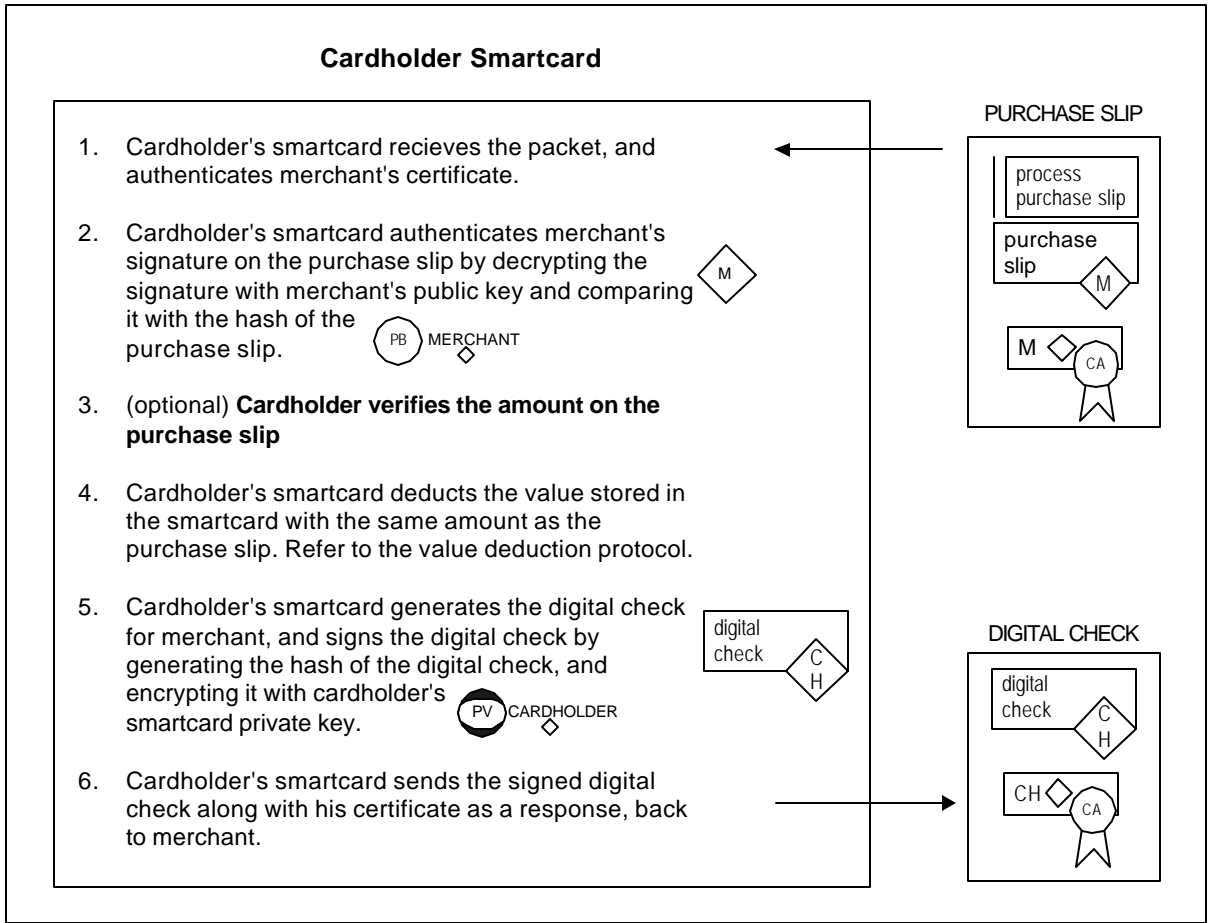 Cardholder Smartcard
1. Cardholder's smartcard recieves the packet, and
authenticates merchant's certificate.
2. Cardholder's smartcard authenticates merchant's
signature on the purchase slip by decrypting the
signature with merchant's public key and comparing
it with the hash of the
purchase slip.
M
PB MERCHANT
3. (optional) Cardholder verifies the amount on the
purchase slip
4. Cardholder's smartcard deducts the value stored in
the smartcard with the same amount as the
purchase slip. Refer to the value deduction protocol.
5. Cardholder's smartcard generates the digital check
for merchant, and signs the digital check by
generating the hash of the digital check, and
encrypting it with cardholder's
smartcard private key.
PV CARDHOLDER
digital
check
C
H
6. Cardholder's smartcard sends the signed digital
check along with his certificate as a response, back
to merchant.
PURCHASE SLIP
process
purchase slip
purchase
slip
M
M
CA
DIGITAL CHECK
digital
check
C
H
CH
CA